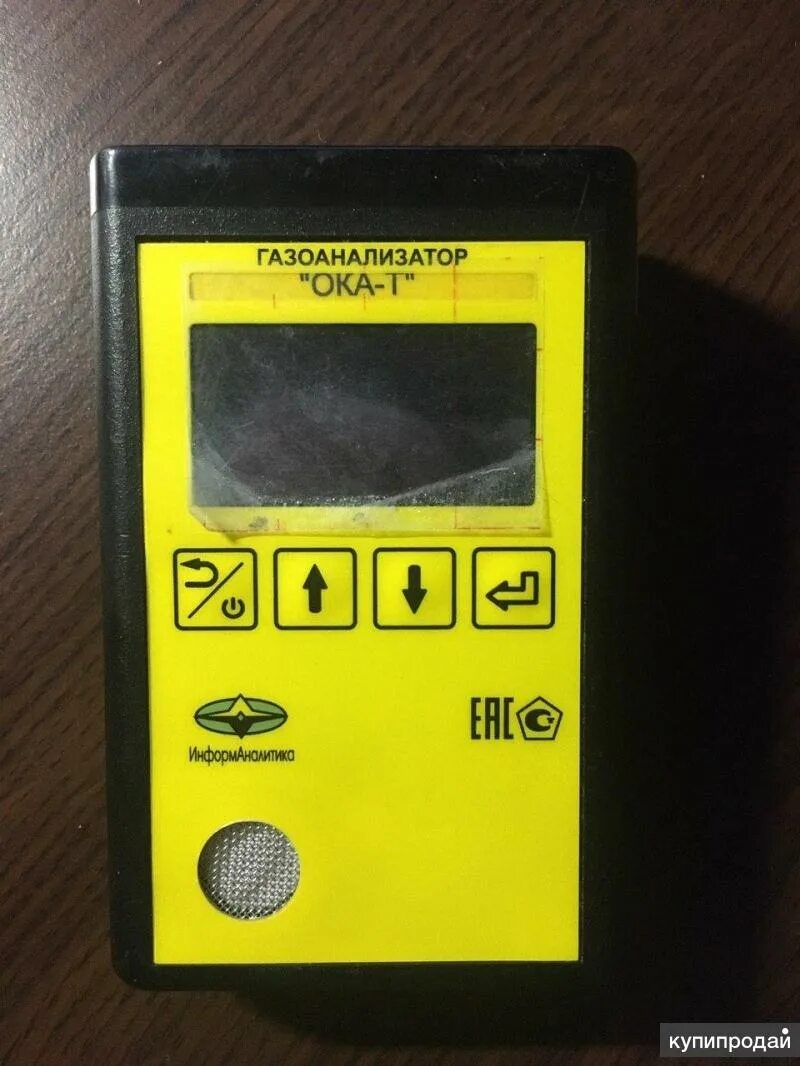 ГАЗОАНАЛИЗАТОР
"ОКА-Т"
ИнформАналитика
ЕАС
купипродай